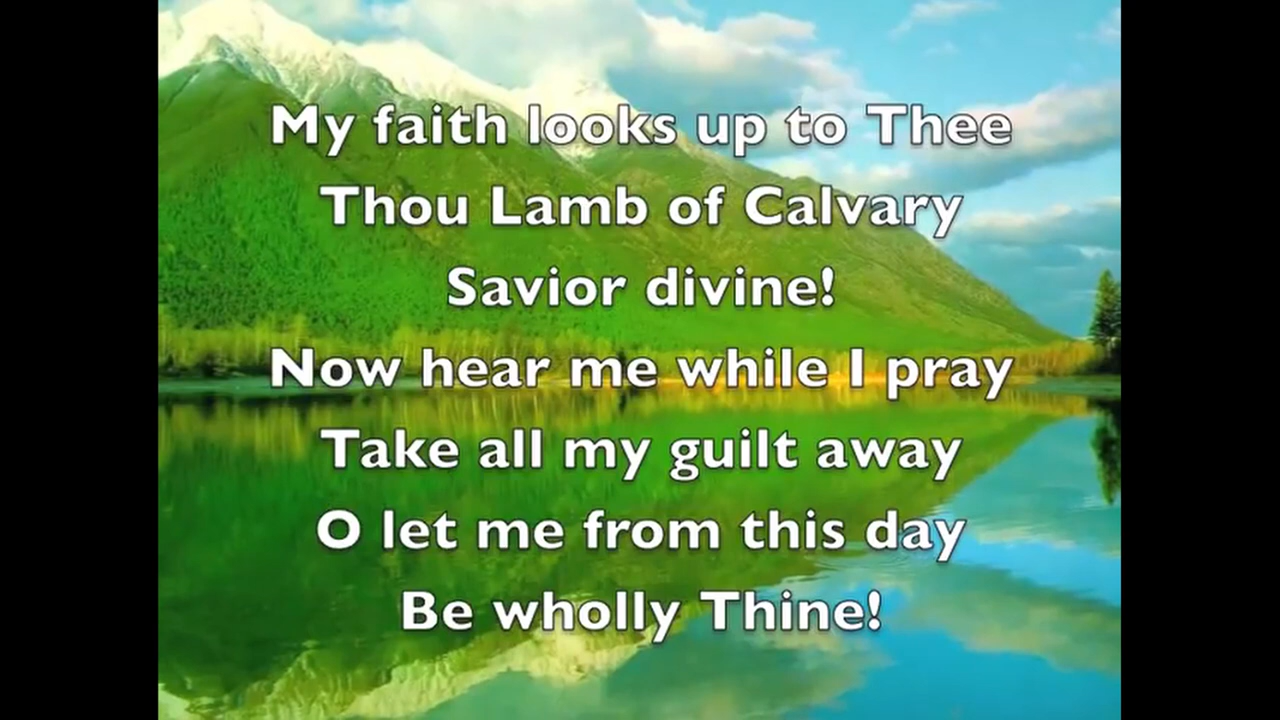 My faith looks up to Thee
Thou Lamb of Calvary
Savior divine!
Now hear me while I pray
Take all my guilt away
O let me from this day
Be wholly Thine!